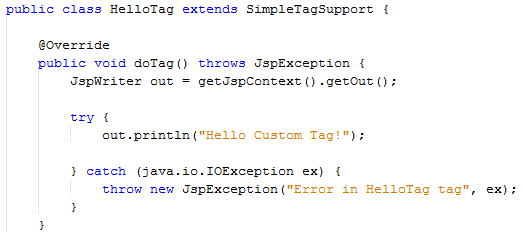 public class HelloTag extends SimpleTagSupport {
@Override
public void doTag() throws JspException {
JspWriter out = getJspContext().getOut();
try {
out.println("Hello Custom Tag!");
} catch (java.io.IOException ex) {
throw new JspException("Error in HelloTag tag", ex);
}
}